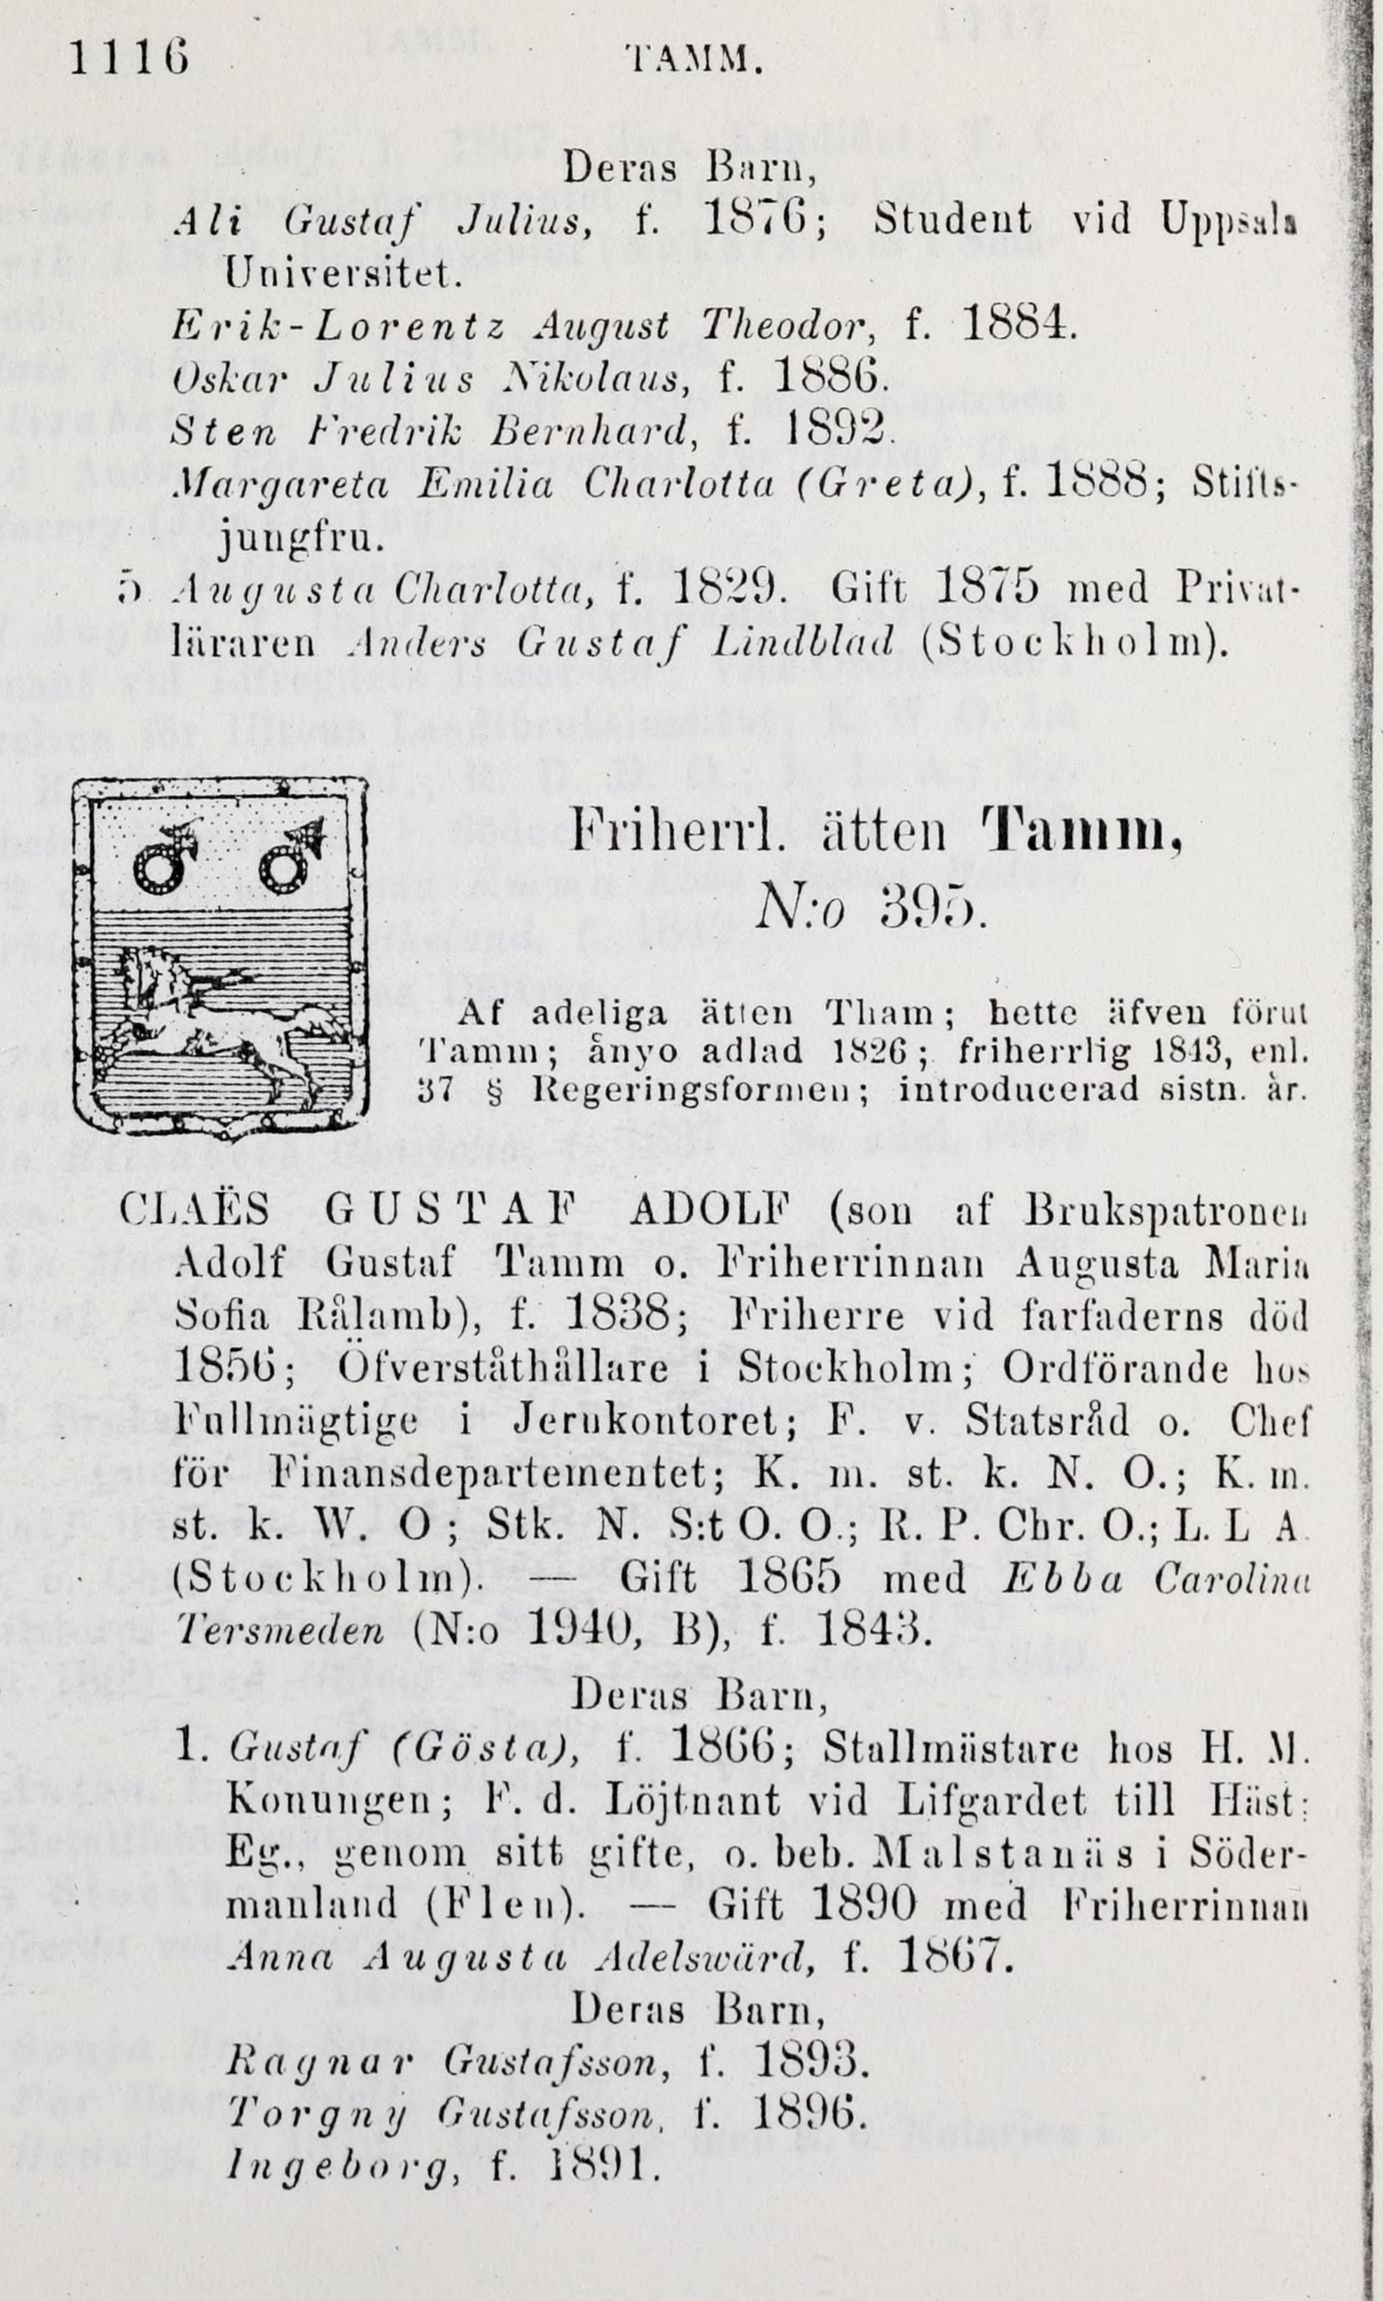 1116 TAMM.
Deras Barn,
Ali Gustaf Julius, f. 1876; Student vid Uppsala
Universitet.
Erik-Lorentz August Theodor, f. 1884.
Oskar Julius Nikolaus, f. 1886.
Sten Fredrik Bernhard, f. 1892.
Margareta Emilia Charlotta (Greta), f. 1888; Stifts-
jungfru.
5 Augusta Charlotta, f. 1829. Gift 1875 med Privat-
läraren Anders Gustaf Lindblad (Stockholm).
Friherrl. ätten Tamm,
N:o 395.
Af adeliga ätten Tham; hette äfven förut
Tamm; ånyo adlad 1826; friherrlig 1843, enl.
37 § Regeringsformen; introducerad sistn. år.
CLAËS GUSTAF ADOLF (son af Brukspatronen
Adolf Gustaf Tamm o. Friherrinnan Augusta Maria
Sofia Rålamb), f. 1838; Friherre vid farfaderns död
1856; Öfverståthållare i Stockholm; Ordförande hos
Fullmägtige i Jernkontoret; F. v. Statsråd o. Chef
för Finansdepartementet; K. m. st. k. N. O.; K. m.
st. k. W. O; Stk. N. S:t O. O.; R. P. Chr. O.; L. L A.
(Stockholm). — Gift 1865 med Ebba Carolina
Tersmeden (N:o 1940, B), f. 1843.
Deras Barn,
1. Gustaf (Gösta), f. 1866; Stallmästare hos H. M.
Konungen; F. d. Löjtnant vid Lifgardet till Häst;
Eg., genom sitt gifte, o. beb. Malstanäs i Söder-
manland (Flen). — Gift 1890 med Friherrinnan
Anna Augusta Adelswärd, f. 1867.
Deras Barn,
Ragnar Gustafsson, f. 1893.
Torgny Gustafsson, f. 1896.
Ingeborg, f. 1891.